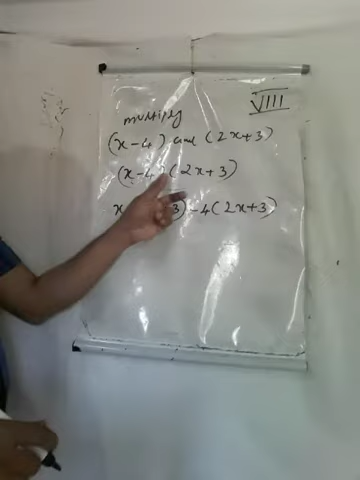 VIII
multiply
(x-4) and (2x+3)
(x-4)(2x+3)
x 3) -4(2x+3)